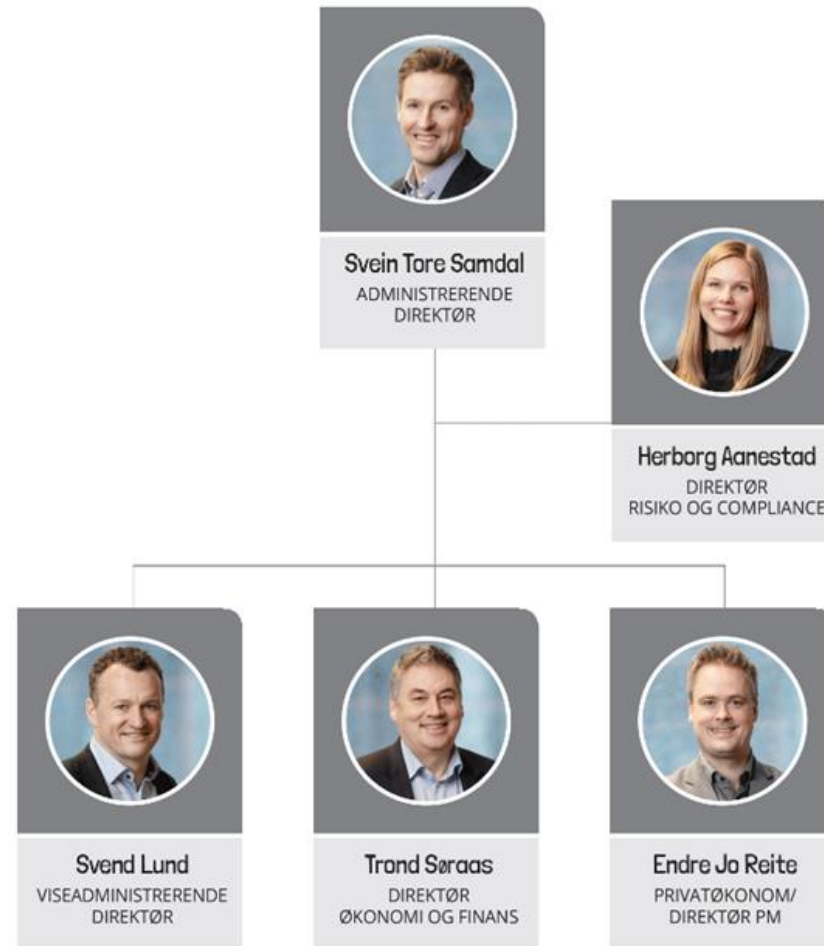 Svein Tore Samdal
ADMINISTRERENDE
DIREKTØR
Herborg Aanestad
DIREKTØR
RISIKO OG COMPLIANCE
Svend Lund
VISEADMINISTRERENDE
DIREKTØR
Trond Søraas
DIREKTØR
ØKONOMI OG FINANS
Endre Jo Reite
PRIVATØKONOM/
DIREKTØR PM